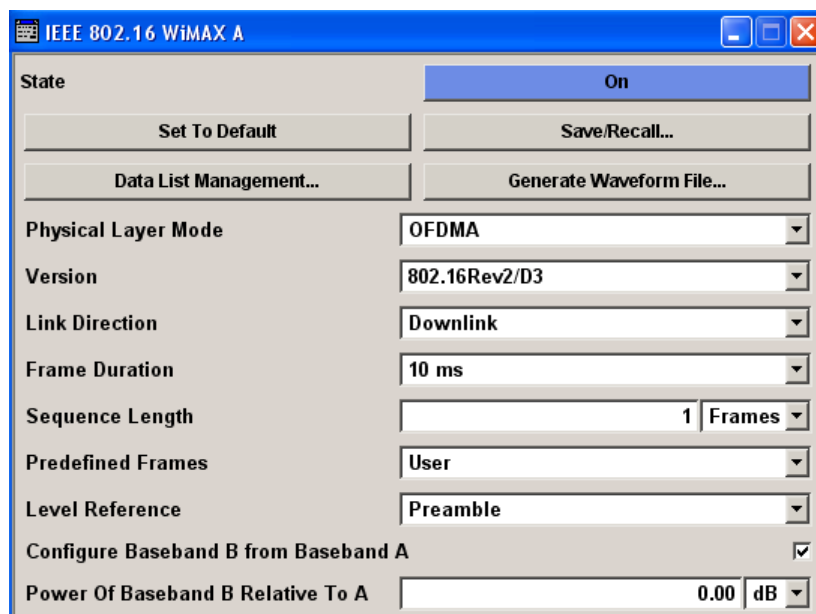 IEEE 802.16 WiMAX A
State On
Set To Default Save/Recall...
Data List Management... Generate Waveform File...
Physical Layer Mode OFDMA
Version 802.16Rev2/D3
Link Direction Downlink
Frame Duration 10 ms
Sequence Length 1 Frames
Predefined Frames User
Level Reference Preamble
Configure Baseband B from Baseband A
Power Of Baseband B Relative To A 0.00 dB